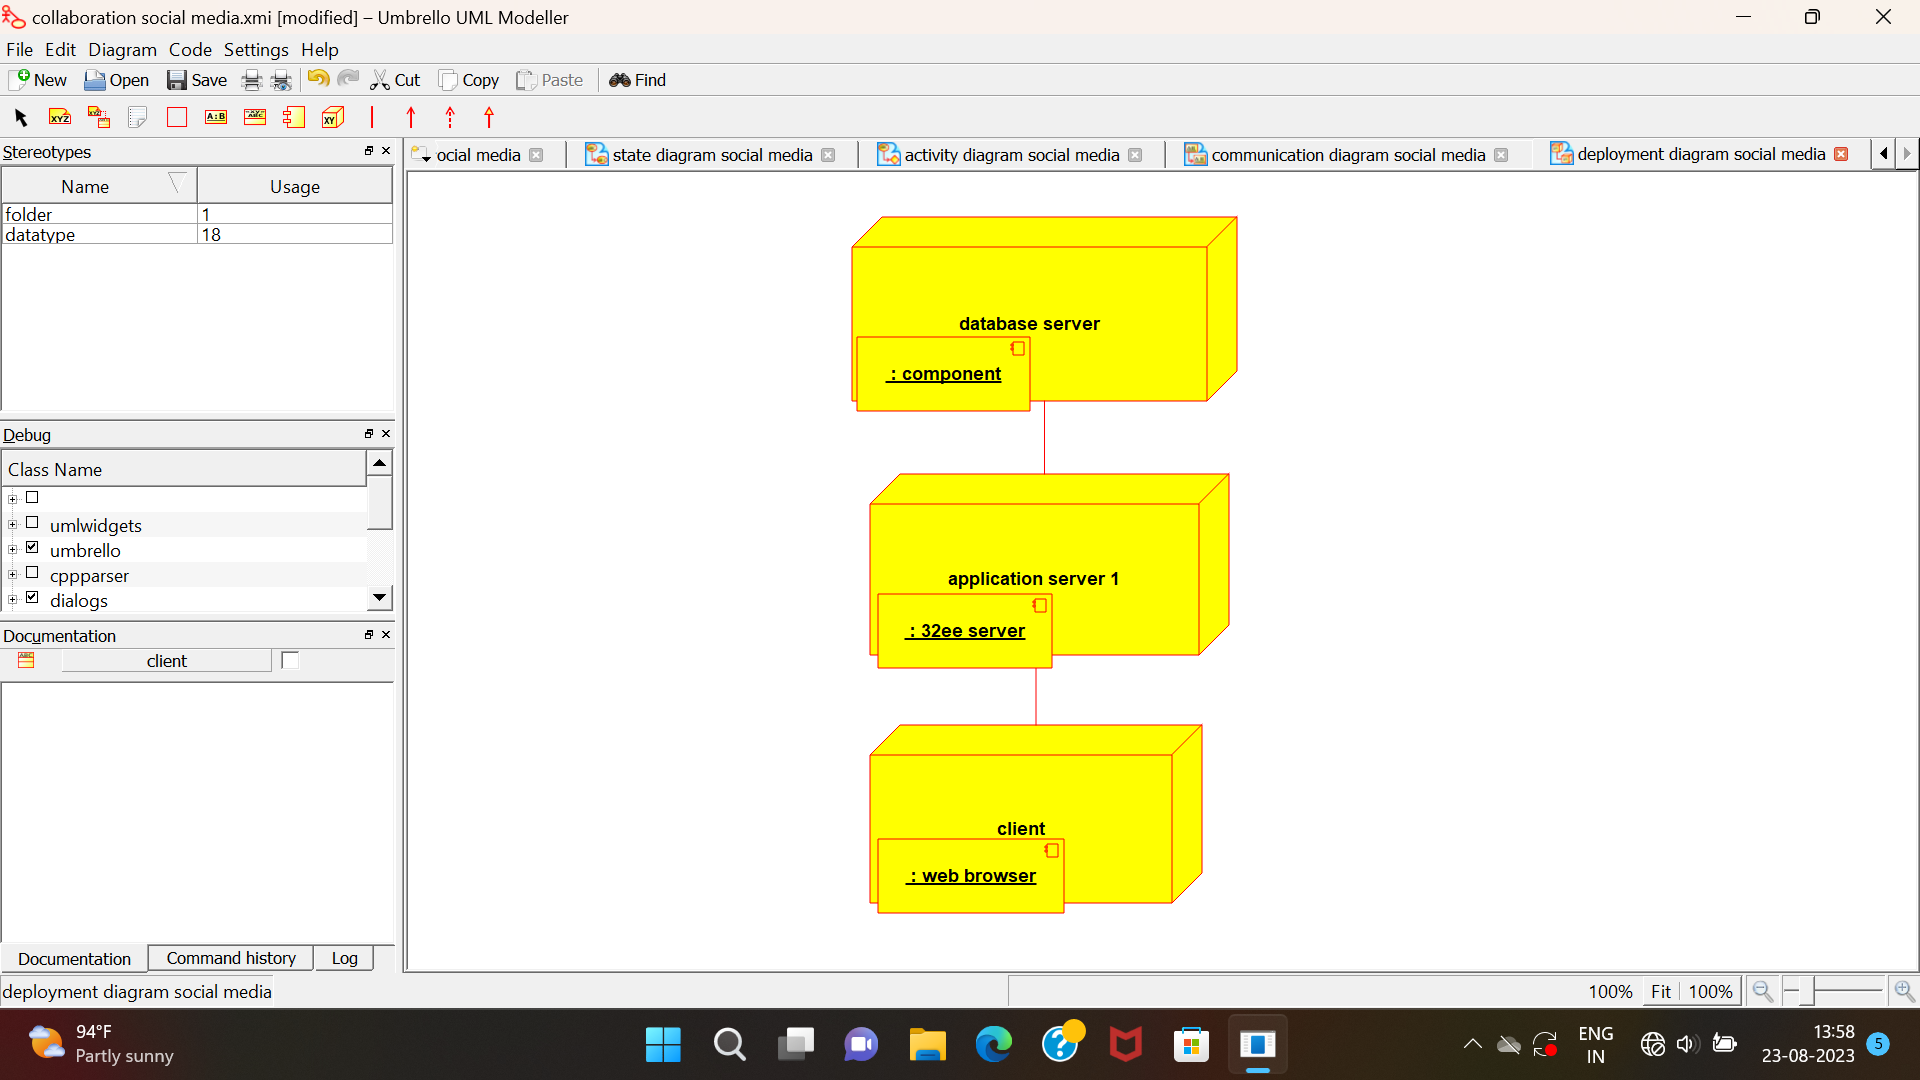 collaboration social media.xmi [modified] – Umbrello UML Modeller
File Edit Diagram Code Settings Help
New Open Save Cut Copy Paste Find
XYZ XYZ A:B ABC XY
Stereotypes
Name Usage
folder 1
datatype 18
Debug
Class Name
umlwidgets
umbrello
cppparser
dialogs
Documentation
client
Documentation Command history Log
ocial media state diagram social media activity diagram social media communication diagram social media deployment diagram social media
database server
: component
application server 1
: 32ee server
client
: web browser
deployment diagram social media
100% Fit 100%
94°F
Partly sunny
ENG
IN
13:58
23-08-2023
5